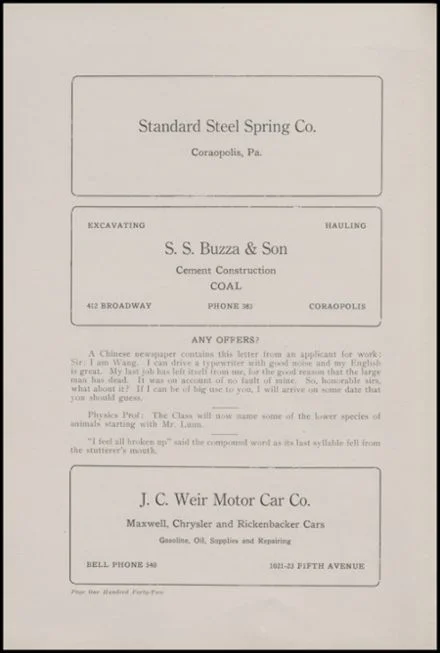 Standard Steel Spring Co.
Coraopolis, Pa.
EXCAVATING HAULING
S. S. Buzza & Son
Cement Construction
COAL
412 BROADWAY PHONE 383 CORAOPOLIS
ANY OFFERS?
A Chinese newspaper contains this letter from an applicant for work:
Sir: I am Wang. I can drive a typewriter with good noise and my English
is great. My last job has left itself from me, for the good reason that the large
man has dead. It was on account of no fault of mine. So, honorable sirs,
what about it? If I can be of big use to you, I will arrive on some date that
you should guess.
Physics Prof: The Class will now name some of the lower species of
animals starting with Mr. Lunn.
"I feel all broken up" said the compound word as its last syllable fell from
the stutterer's mouth.
J. C. Weir Motor Car Co.
Maxwell, Chrysler and Rickenbacker Cars
Gasoline, Oil, Supplies and Repairing
BELL PHONE 540 1021-23 FIFTH AVENUE
Page One Hundred Forty-Two